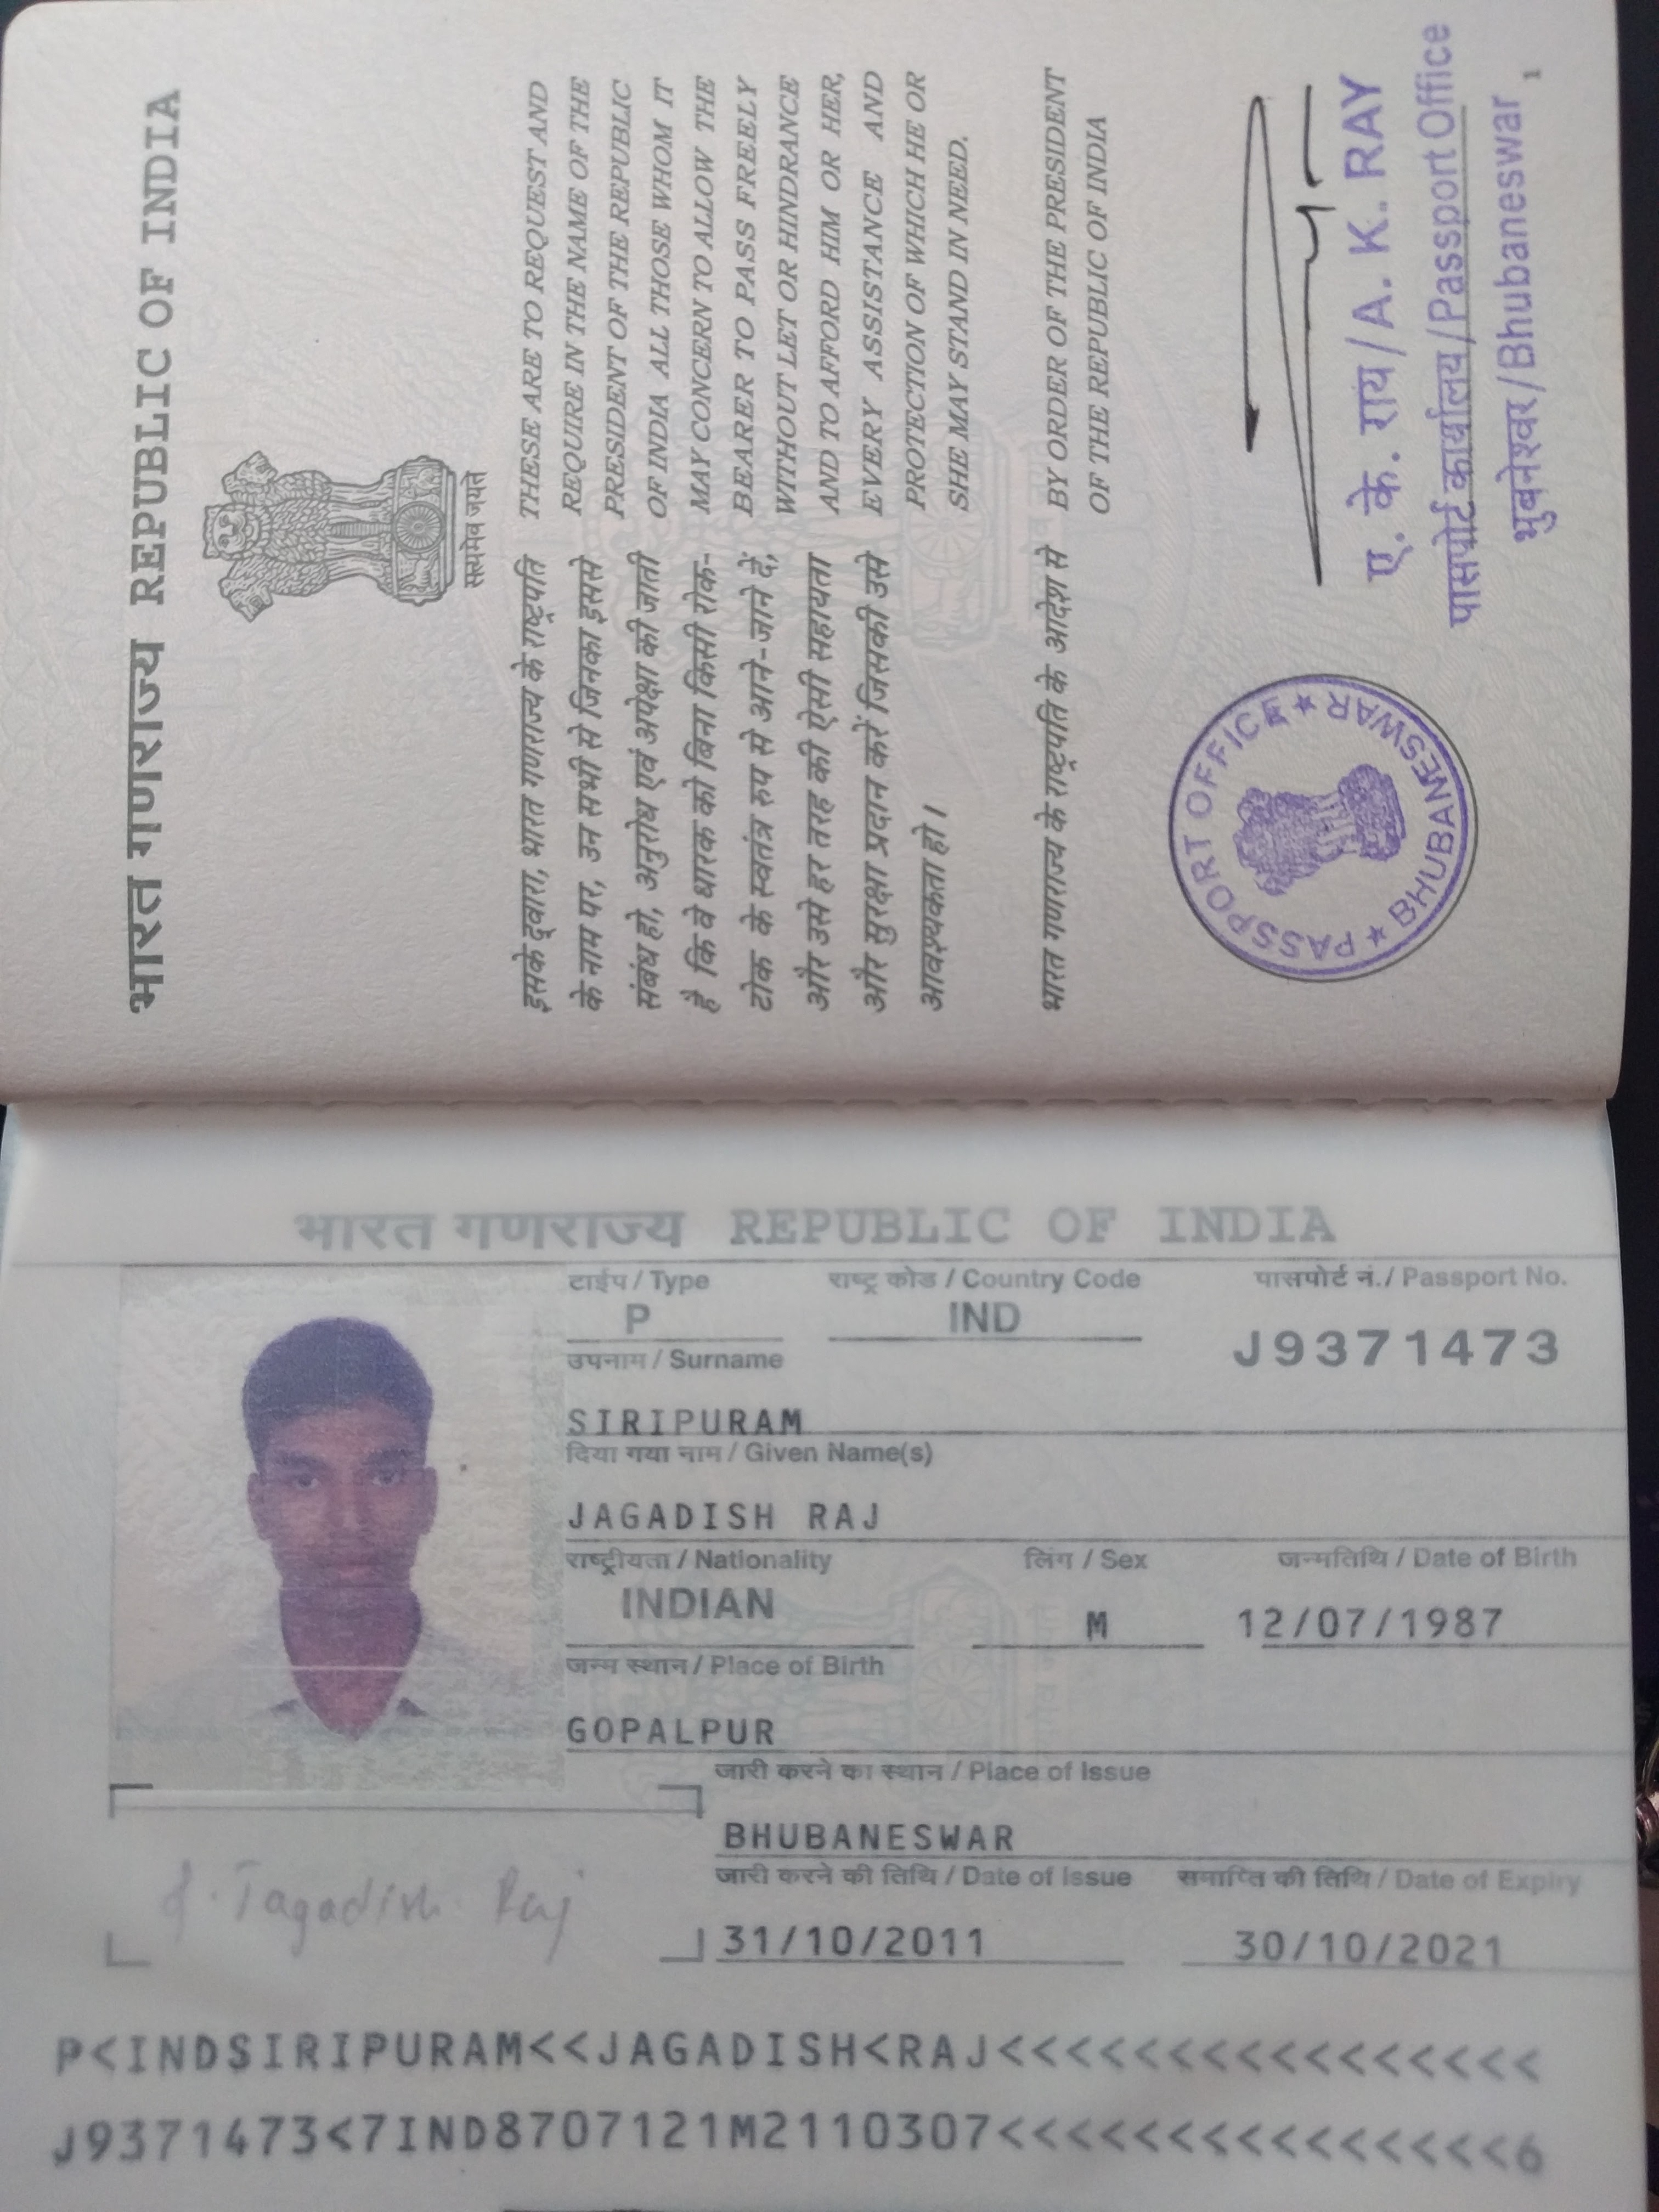 भारत गणराज्य REPUBLIC OF INDIA
सत्यमेव जयते
इसके द्वारा, भारत गणराज्य के राष्ट्रपति
के नाम पर, उन सभी से जिनका इससे
संबंध हो, अनुरोध एवं अपेक्षा की जाती
है कि वे धारक को बिना किसी रोक-
टोक के स्वतंत्र रुप से आने-जाने दें,
और उसे हर तरह की ऐसी सहायता
और सुरक्षा प्रदान करें जिसकी उसे
आवश्यकता हो।
THESE ARE TO REQUEST AND
REQUIRE IN THE NAME OF THE
PRESIDENT OF THE REPUBLIC
OF INDIA ALL THOSE WHOM IT
MAY CONCERN TO ALLOW THE
BEARER TO PASS FREELY
WITHOUT LET OR HINDRANCE
AND TO AFFORD HIM OR HER,
EVERY ASSISTANCE AND
PROTECTION OF WHICH HE OR
SHE MAY STAND IN NEED.
भारत गणराज्य के राष्ट्रपति के आदेश से
BY ORDER OF THE PRESIDENT
OF THE REPUBLIC OF INDIA
PASSPORT OFFICE ★ BHUBANESWAR ★
ए. के. राय / A. K. RAY
पासपोर्ट कार्यालय / Passport Office
भुबनेश्वर / Bhubaneswar
1
भारत गणराज्य REPUBLIC OF INDIA
टाईप / Type राष्ट्र कोड / Country Code पासपोर्ट नं. / Passport No.
P IND J9371473
उपनाम / Surname
SIRIPURAM
दिया गया नाम / Given Name(s)
JAGADISH RAJ
राष्ट्रीयता / Nationality लिंग / Sex जन्मतिथि / Date of Birth
INDIAN M 12/07/1987
जन्म स्थान / Place of Birth
GOPALPUR
जारी करने का स्थान / Place of Issue
BHUBANESWAR
जारी करने की तिथि / Date of Issue समाप्ति की तिथि / Date of Expiry
31/10/2011 30/10/2021
Jagadish Raj
P<INDSIRIPURAM<<JAGADISH<RAJ<<<<<<<<<<<<<<<<
J9371473<7IND8707121M2110307<<<<<<<<<<<<<<<6